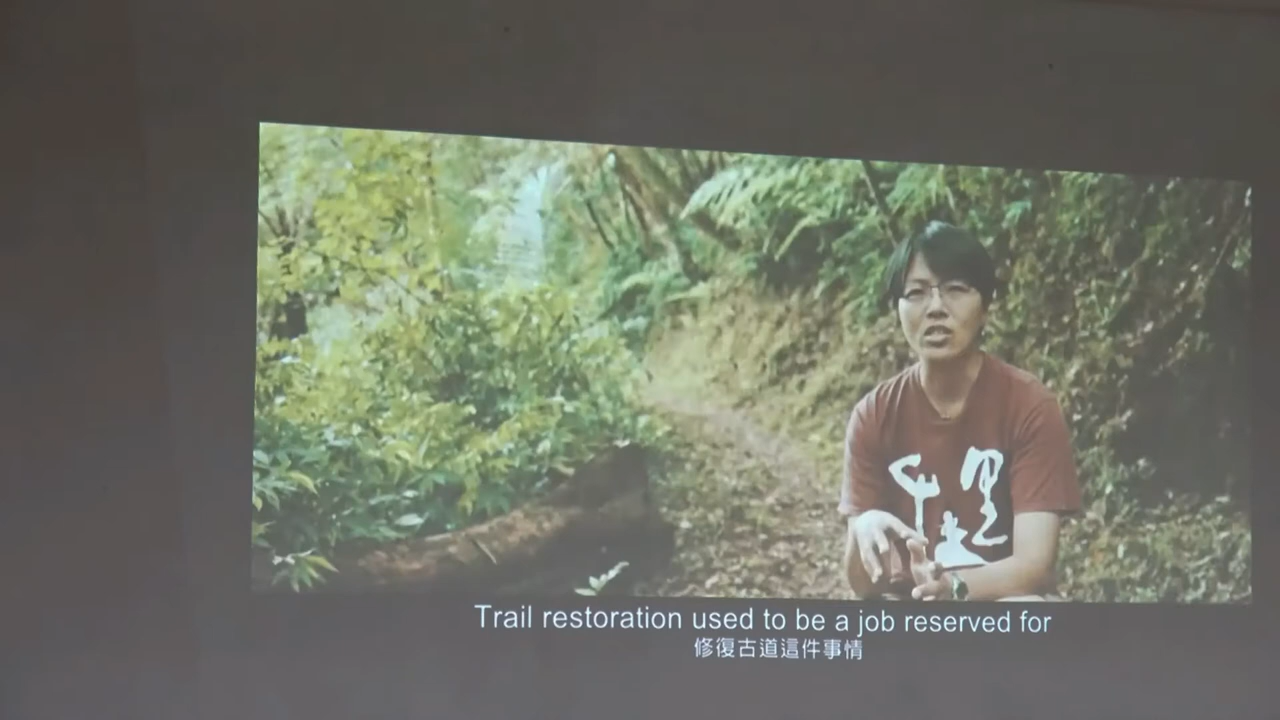 Trail restoration used to be a job reserved for
修復古道這件事情